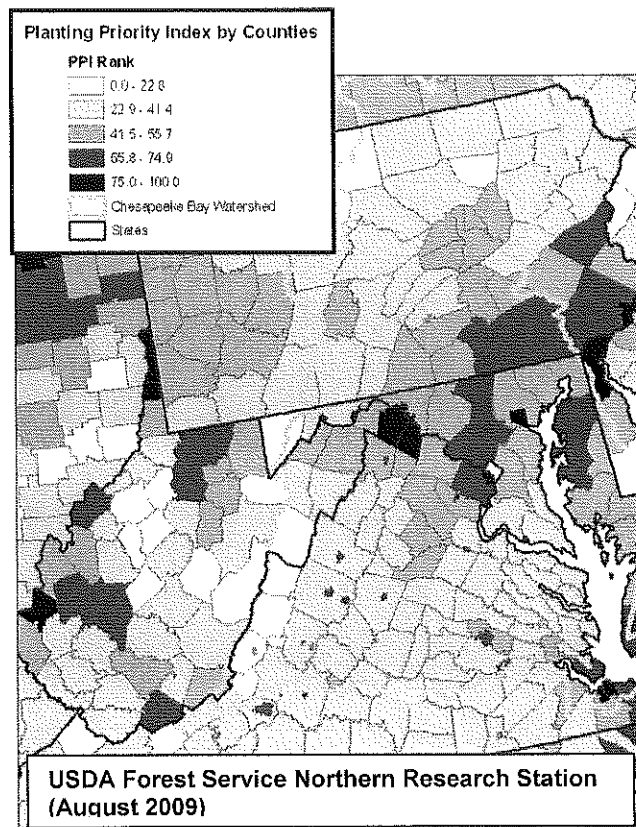 Planting Priority Index by Counties
PPI Rank
0.0 - 22.8
22.9 - 41.4
41.5 - 55.7
55.8 - 74.9
75.0 - 100.0
Chesapeake Bay Watershed
States
USDA Forest Service Northern Research Station
(August 2009)